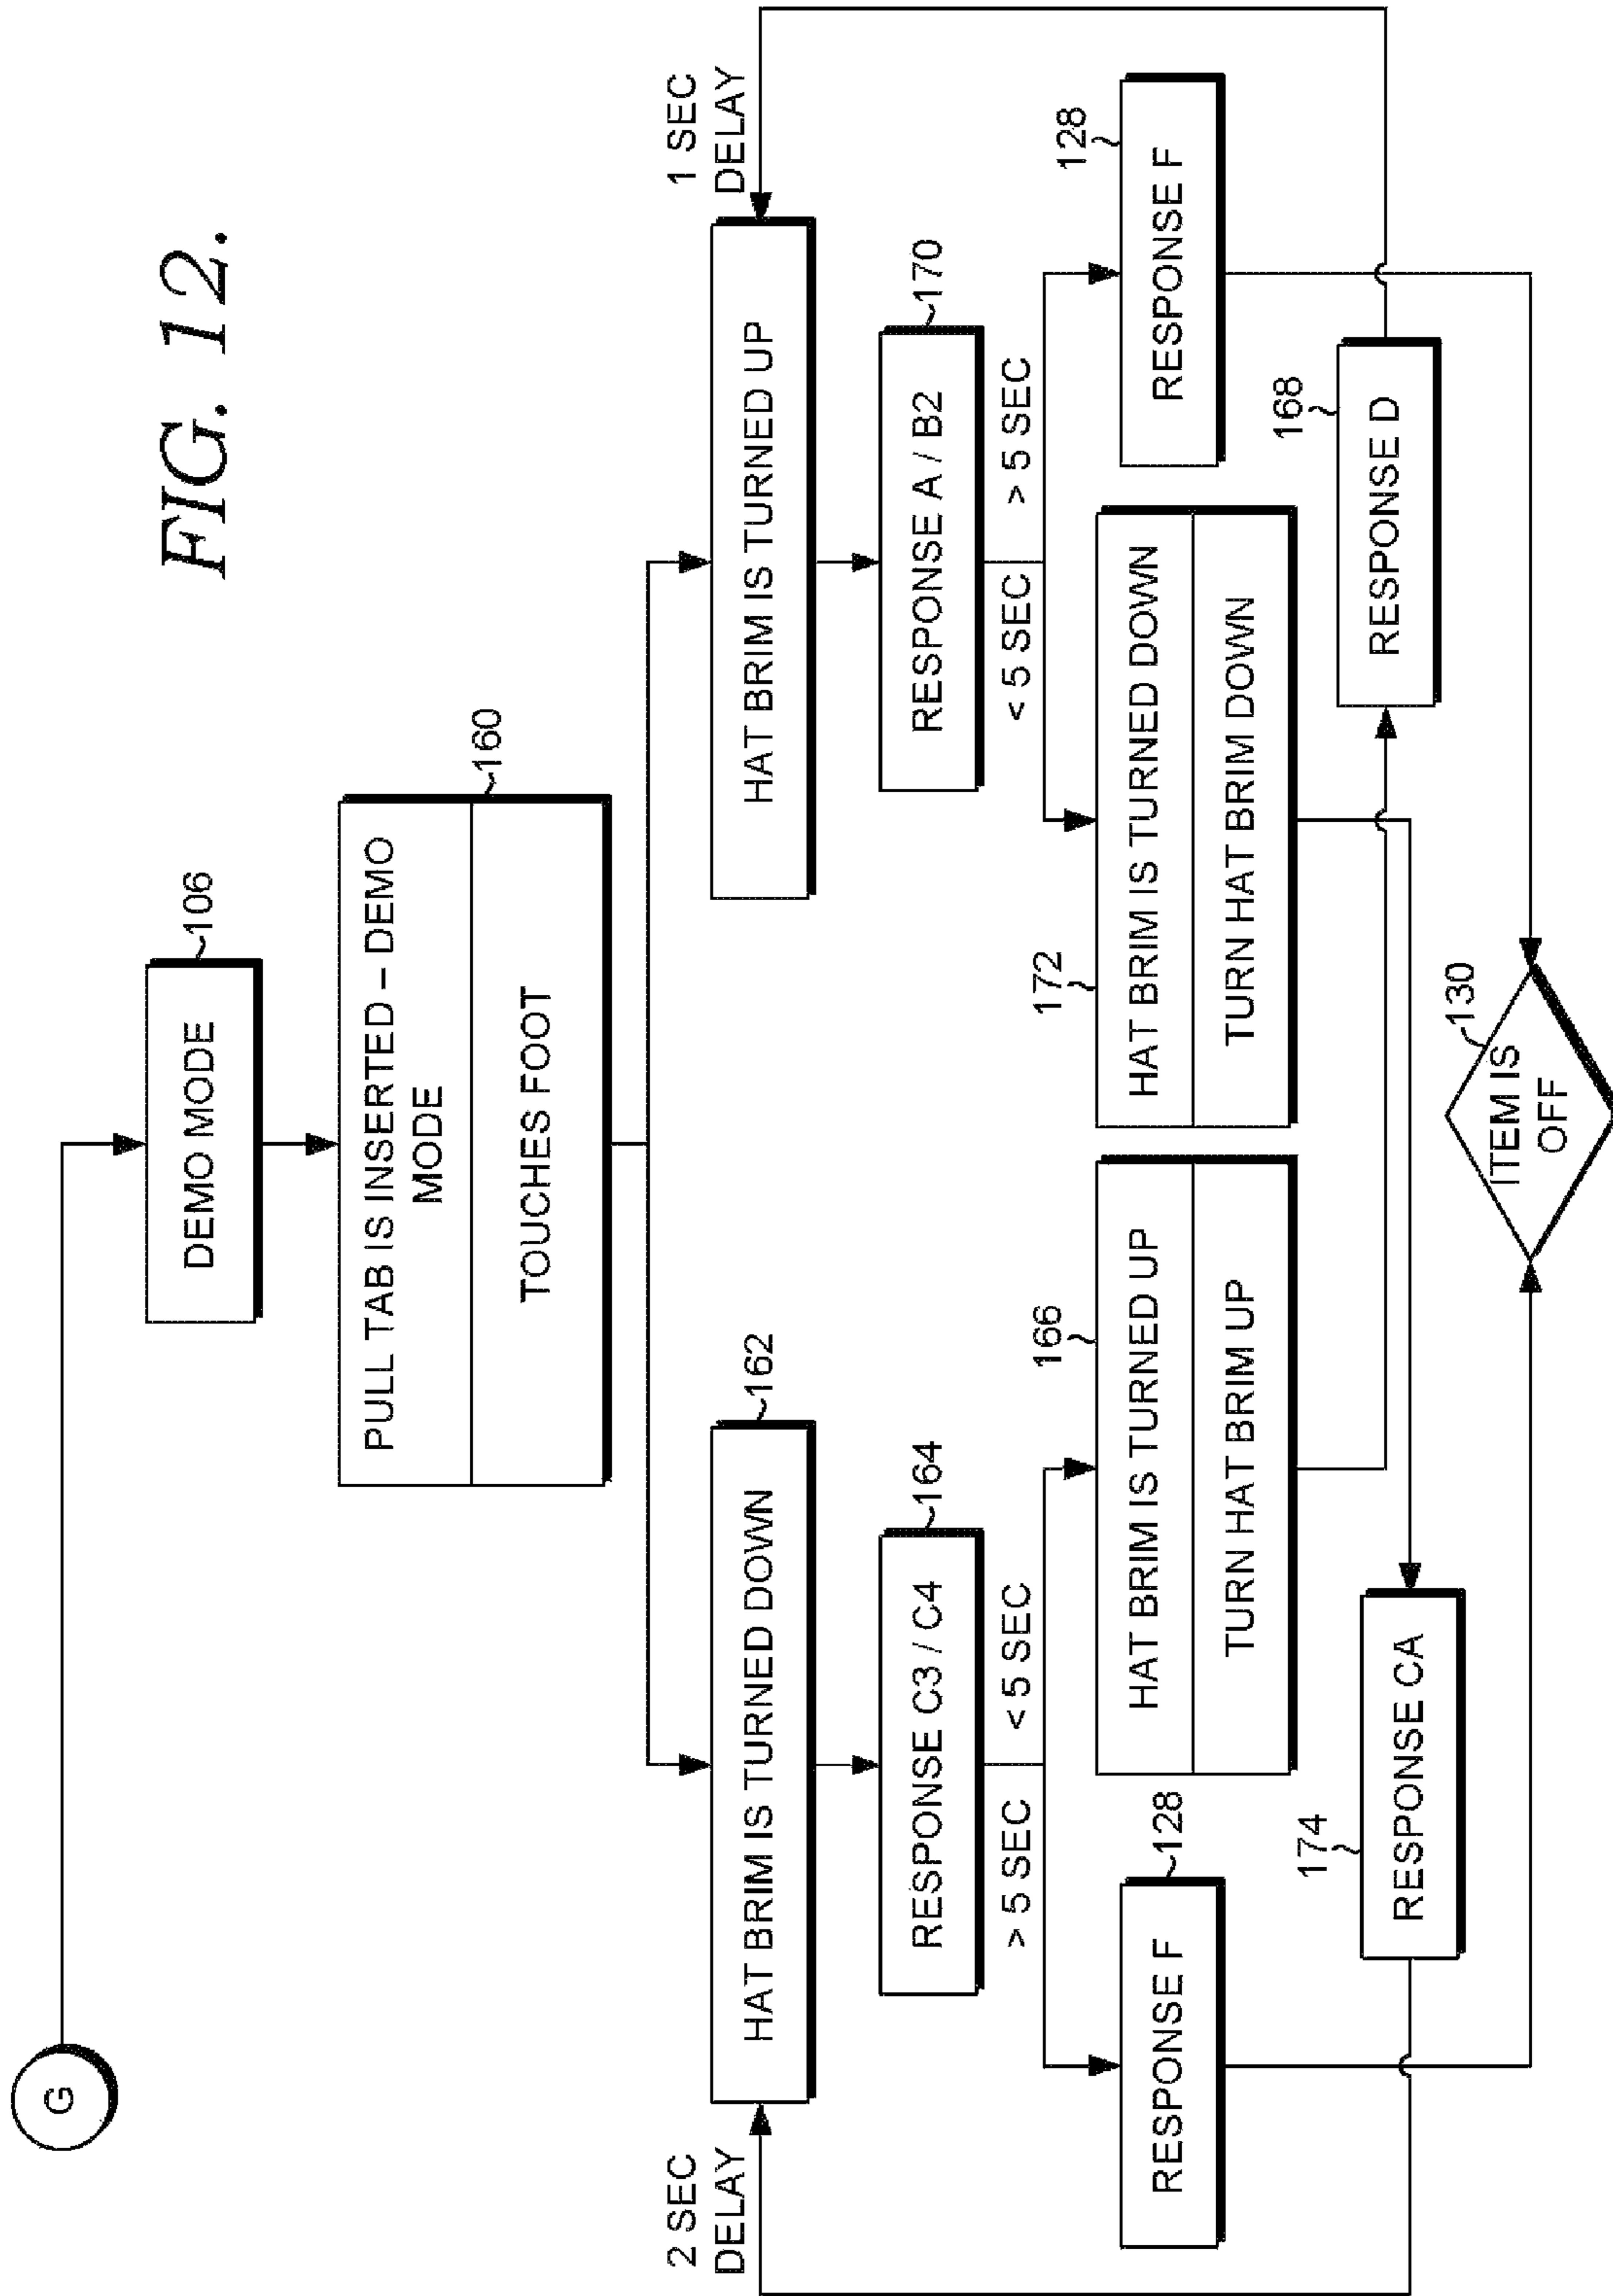 FIG. 12.
G
DEMO MODE
106
PULL TAB IS INSERTED – DEMO
MODE
TOUCHES FOOT
160
2 SEC
DELAY
HAT BRIM IS TURNED DOWN
162
HAT BRIM IS TURNED UP
1 SEC
DELAY
RESPONSE C3 / C4
164
RESPONSE A / B2
170
> 5 SEC
< 5 SEC
< 5 SEC
> 5 SEC
RESPONSE F
128
166
HAT BRIM IS TURNED UP
TURN HAT BRIM UP
172
HAT BRIM IS TURNED DOWN
TURN HAT BRIM DOWN
RESPONSE F
128
174
RESPONSE CA
168
RESPONSE D
ITEM IS
OFF
130